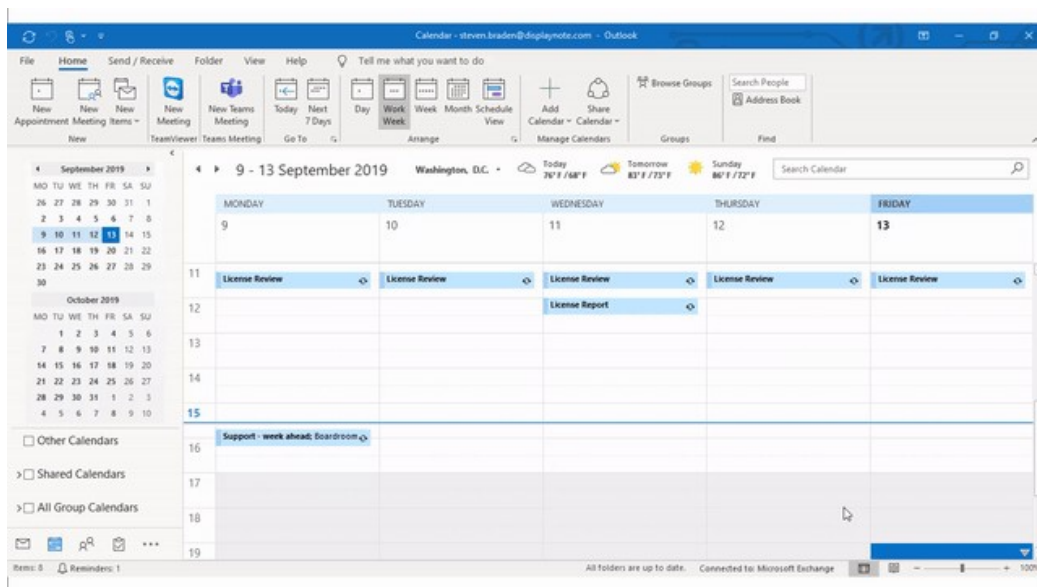 Calendar - steven.braden@displaynote.com - Outlook
File Home Send / Receive Folder View Help Tell me what you want to do
New Appointment
New Meeting
New Items
New
New Meeting
TeamViewer
New Teams Meeting
Teams Meeting
Today
Next 7 Days
Go To
Day
Work Week
Week
Month
Schedule View
Arrange
Add Calendar
Share Calendar
Manage Calendars
Browse Groups
Groups
Search People
Address Book
Find
September 2019
MO TU WE TH FR SA SU
26 27 28 29 30 31 1
2 3 4 5 6 7 8
9 10 11 12 13 14 15
16 17 18 19 20 21 22
23 24 25 26 27 28 29
30
October 2019
MO TU WE TH FR SA SU
1 2 3 4 5 6
7 8 9 10 11 12 13
14 15 16 17 18 19 20
21 22 23 24 25 26 27
28 29 30 31 1 2 3
4 5 6 7 8 9 10
Other Calendars
Shared Calendars
All Group Calendars
9 - 13 September 2019
Washington, D.C.
Today
76°F/68°F
Tomorrow
83°F/73°F
Sunday
86°F/72°F
Search Calendar
MONDAY TUESDAY WEDNESDAY THURSDAY FRIDAY
9 10 11 12 13
11 License Review License Review License Review License Review License Review
12 License Report
13
14
15
Support - week ahead; Boardroom
16
17
18
19
Items: 8 Reminders: 1 All folders are up to date. Connected to: Microsoft Exchange 100%